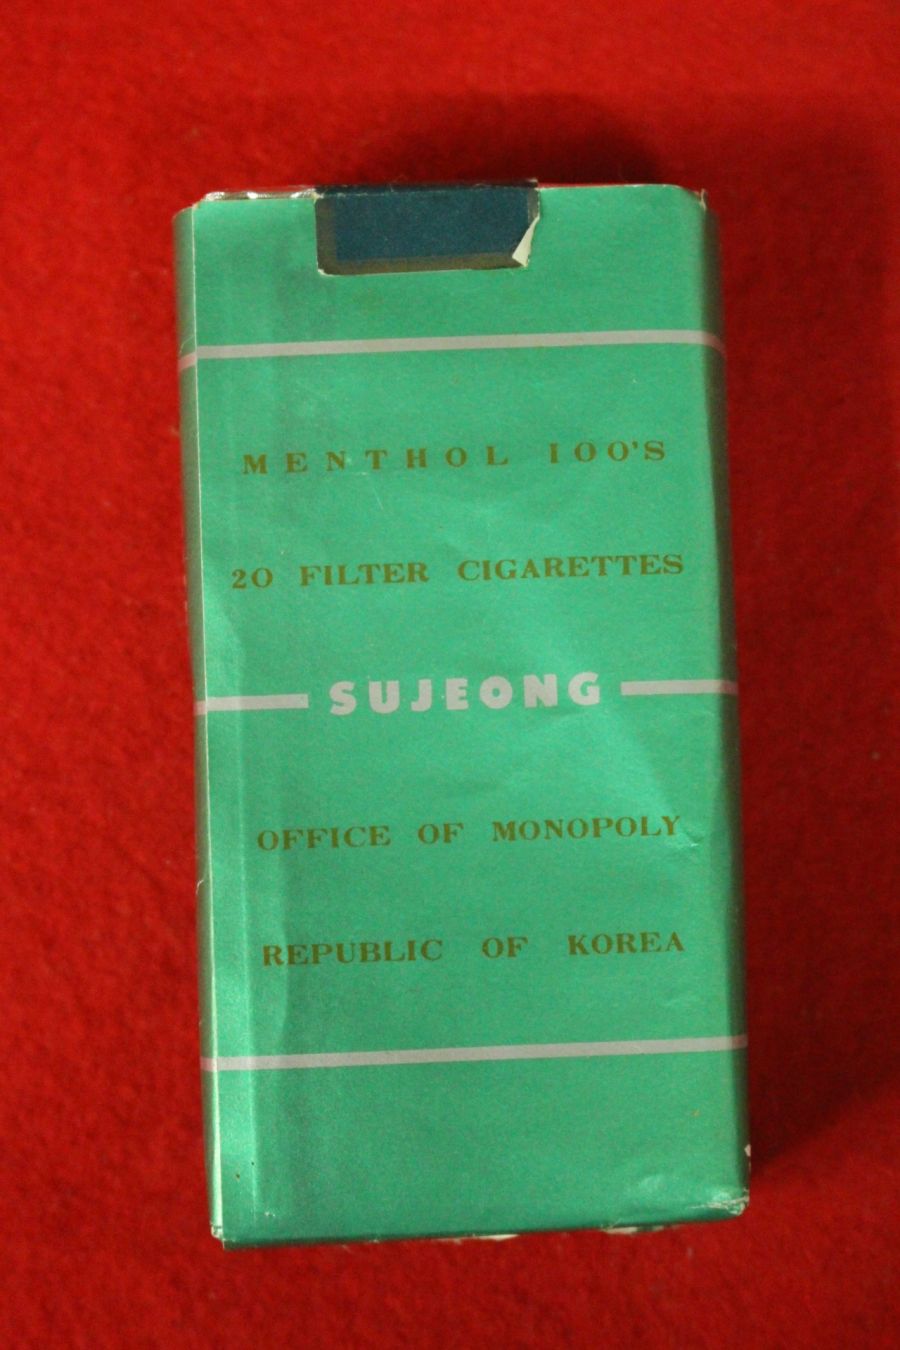 MENTHOL 100'S
20 FILTER CIGARETTES
SUJEONG
OFFICE OF MONOPOLY
REPUBLIC OF KOREA